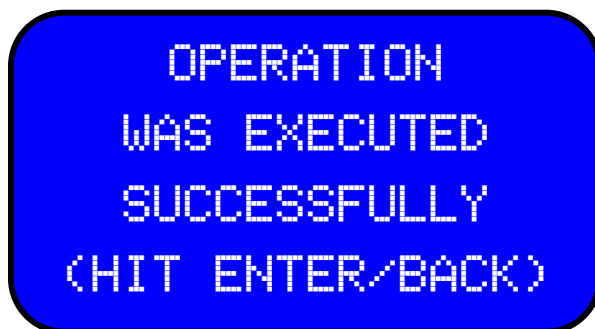 OPERATION
WAS EXECUTED
SUCCESSFULLY
(HIT ENTER/BACK)